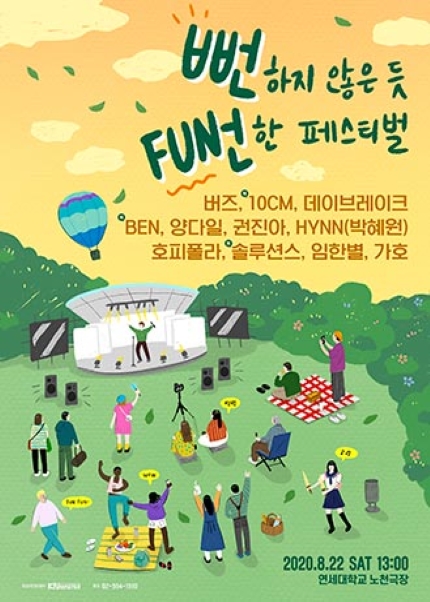 뻔하지 않은 듯
FUN언한 페스티벌
버즈, 10CM, 데이브레이크
BEN, 양다일, 권진아, HYNN(박혜원)
호피폴라, 솔루션스, 임한별, 가호
FUN FUN~
2020.8.22 SAT 13:00
연세대학교 노천극장